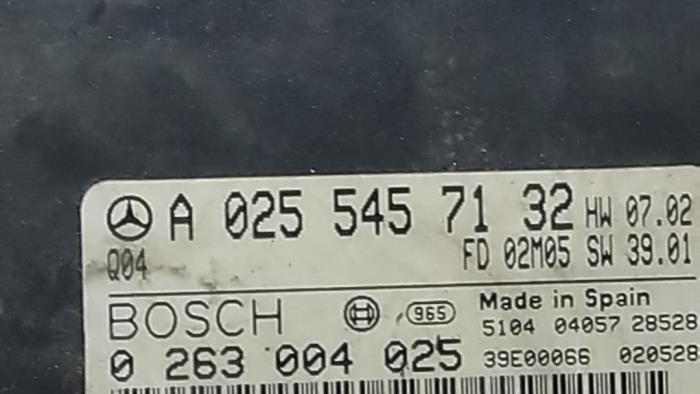 A 025 545 71 32 HW 07.02
Q04 FD 02M05 SW 39.01
BOSCH 965 Made in Spain
5104 04057 28528
0 263 004 025 39E00066 020528